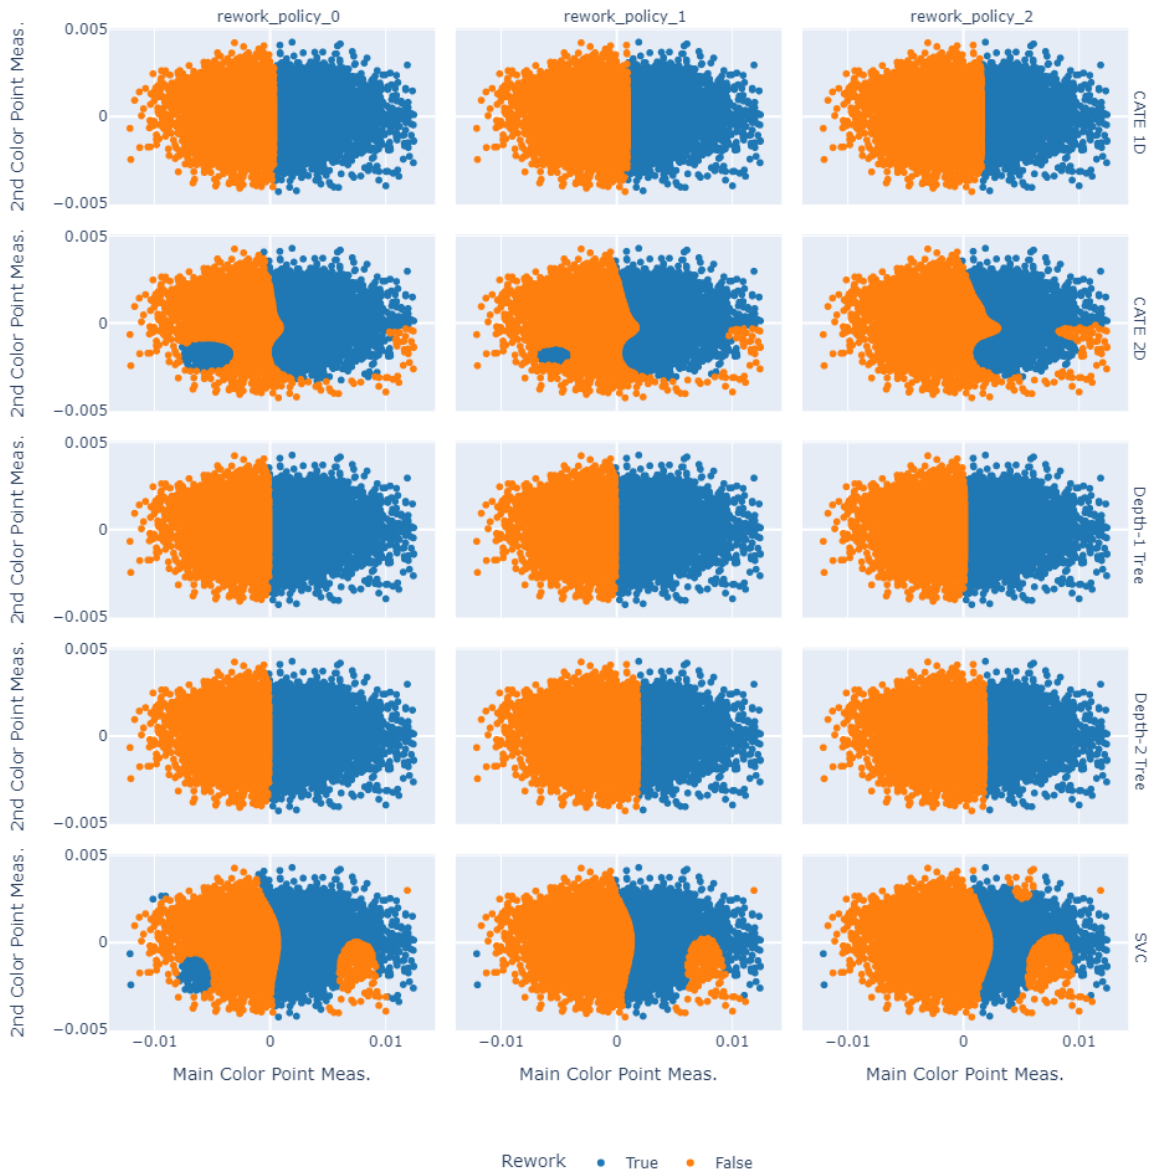 rework_policy_0 rework_policy_1 rework_policy_2
2nd Color Point Meas.
0.005
0
−0.005
CATE 1D
2nd Color Point Meas.
0.005
0
−0.005
CATE 2D
2nd Color Point Meas.
0.005
0
−0.005
Depth-1 Tree
2nd Color Point Meas.
0.005
0
−0.005
Depth-2 Tree
2nd Color Point Meas.
0.005
0
−0.005
SVC
−0.01 0 0.01 −0.01 0 0.01 −0.01 0 0.01
Main Color Point Meas. Main Color Point Meas. Main Color Point Meas.
Rework True False